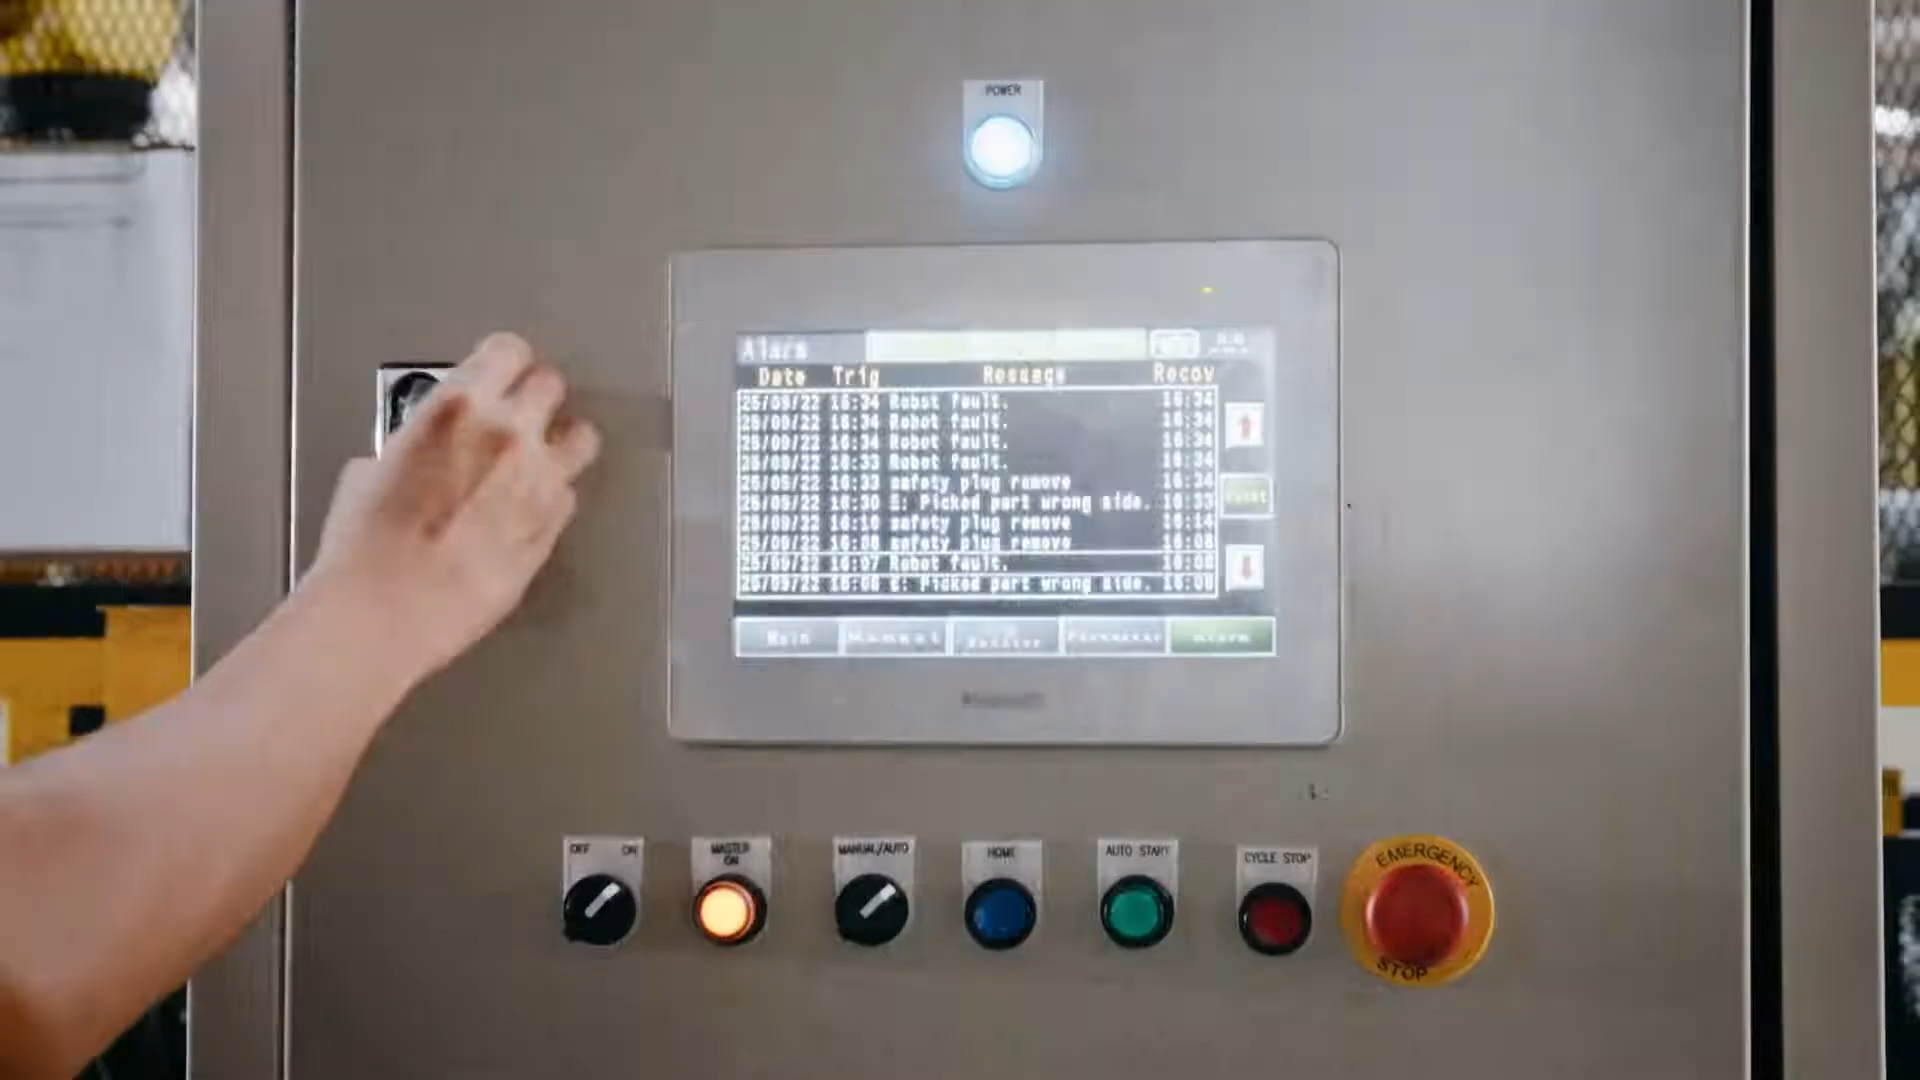 POWER
Alarm
Date Trig Message Recov
25/09/22 16:34 Robot fault. 16:34
25/09/22 16:34 Robot fault. 16:34
25/09/22 16:34 Robot fault. 16:34
25/09/22 16:33 Robot fault. 16:34
25/09/22 16:33 safety plug remove 16:34
25/09/22 16:30 Picked part wrong side. 16:33
25/09/22 16:10 safety plug remove 16:14
25/09/22 16:08 safety plug remove 16:08
25/09/22 16:07 Robot fault. 16:08
25/09/22 16:06 Picked part wrong side. 16:08
Reset
Main Manual Monitor Parameter Alarm
OFF ON
MASTER
ON
MANUAL/AUTO
HOME
AUTO START
CYCLE STOP
EMERGENCY
STOP